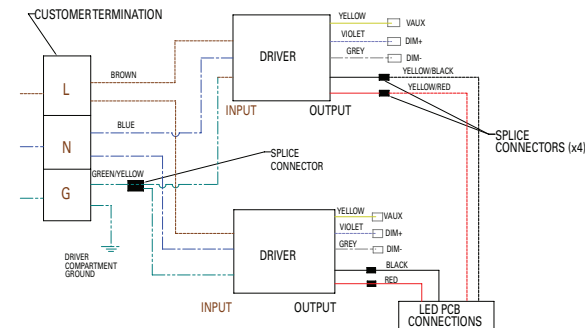 CUSTOMER TERMINATION
L
N
G
BROWN
BLUE
GREEN/YELLOW
SPLICE
CONNECTOR
DRIVER
COMPARTMENT
GROUND
DRIVER
INPUT
OUTPUT
YELLOW
VIOLET
GREY
VAUX
DIM+
DIM-
YELLOW/BLACK
YELLOW/RED
SPLICE
CONNECTORS (x4)
DRIVER
INPUT
OUTPUT
YELLOW
VIOLET
GREY
VAUX
DIM+
DIM-
BLACK
RED
LED PCB
CONNECTIONS